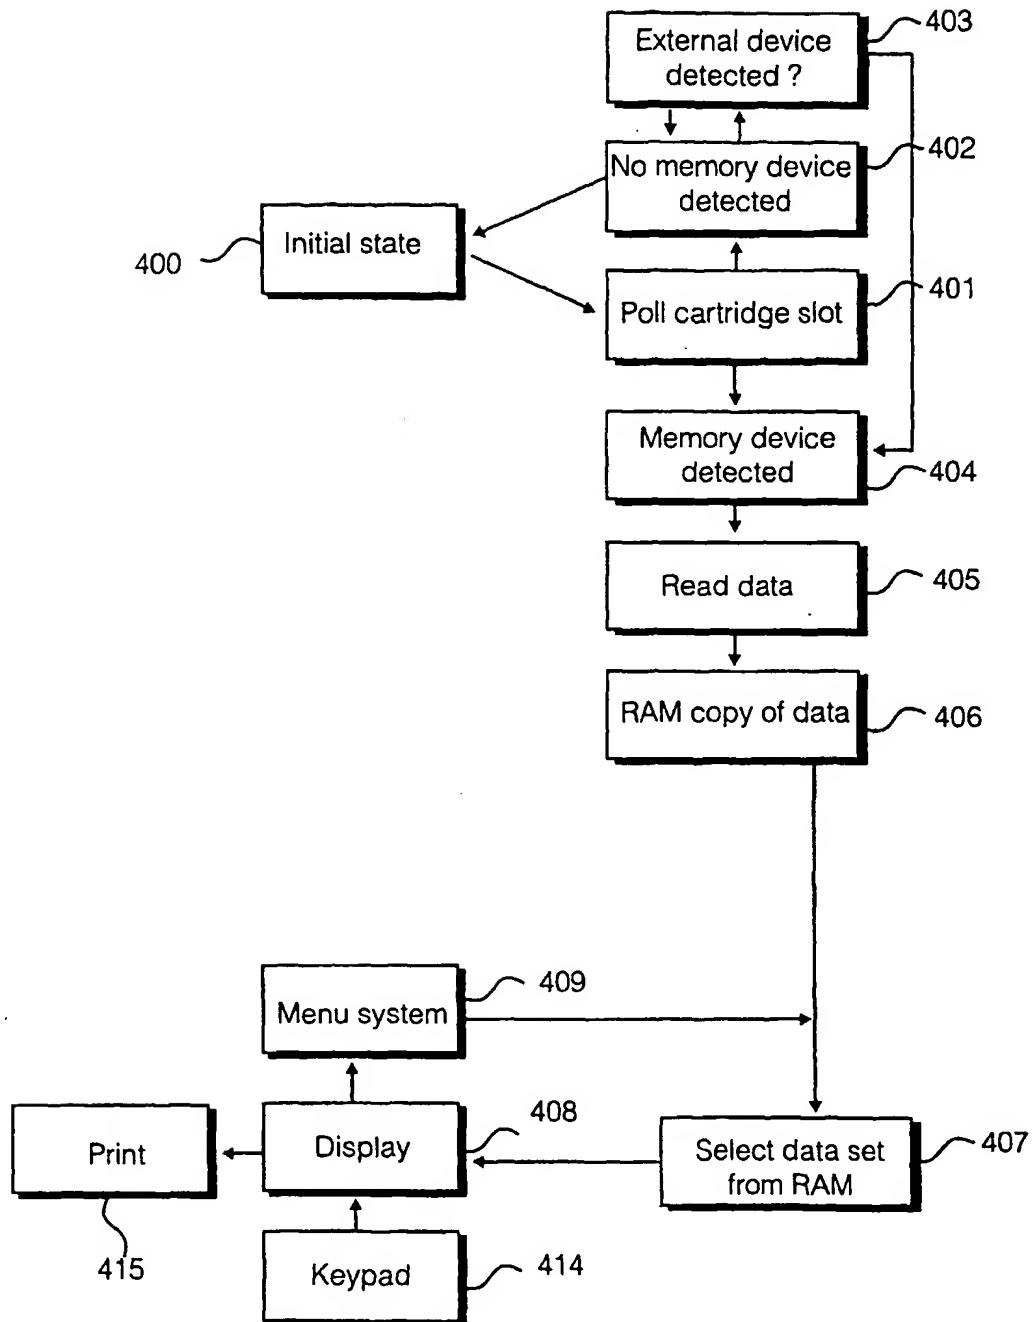 External device
detected ?
403
No memory device
detected
402
Initial state
400
Poll cartridge slot
401
Memory device
detected
404
Read data
405
RAM copy of data
406
Menu system
409
Print
415
Display
408
Select data set
from RAM
407
Keypad
414